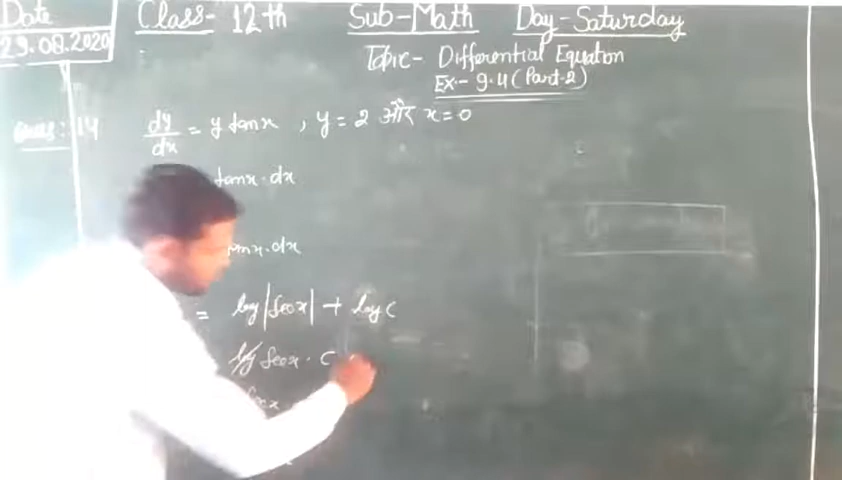 Date Class- 12th Sub-Math Day-Saturday
29.08.2020
Topic- Differential Equation
Ex.- 9.4 (Part-2)
Ques: 14 dy/dx = y tanx , y = 2 और x = 0
tanx·dx
tanx·dx
= log|secx| + log c
log secx · c
secx